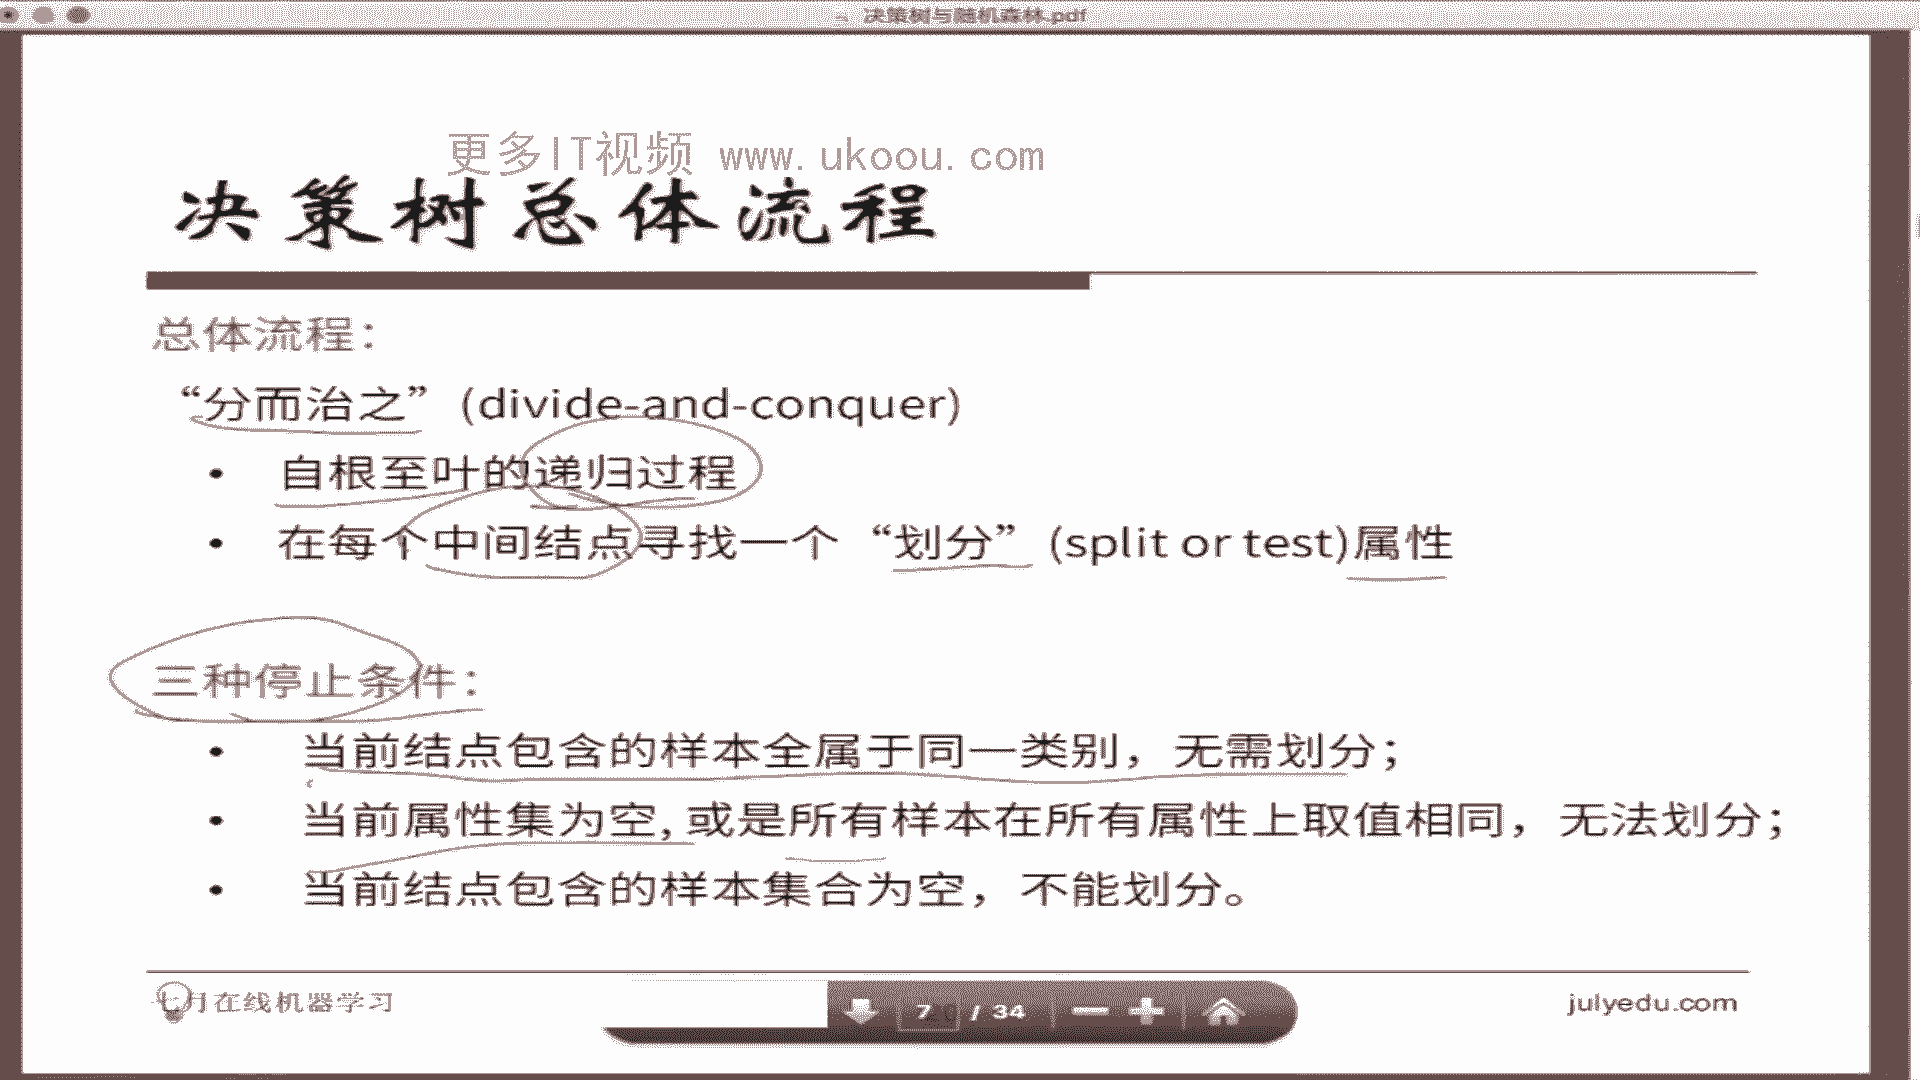 决策树与随机森林.pdf
更多IT视频 www.ukoou.com
决策树总体流程
总体流程：
“分而治之”(divide-and-conquer)
• 自根至叶的递归过程
• 在每个中间结点寻找一个“划分”(split or test)属性
三种停止条件：
• 当前结点包含的样本全属于同一类别，无需划分；
• 当前属性集为空,或是所有样本在所有属性上取值相同，无法划分；
• 当前结点包含的样本集合为空，不能划分。
七月在线机器学习
7 / 34
julyedu.com